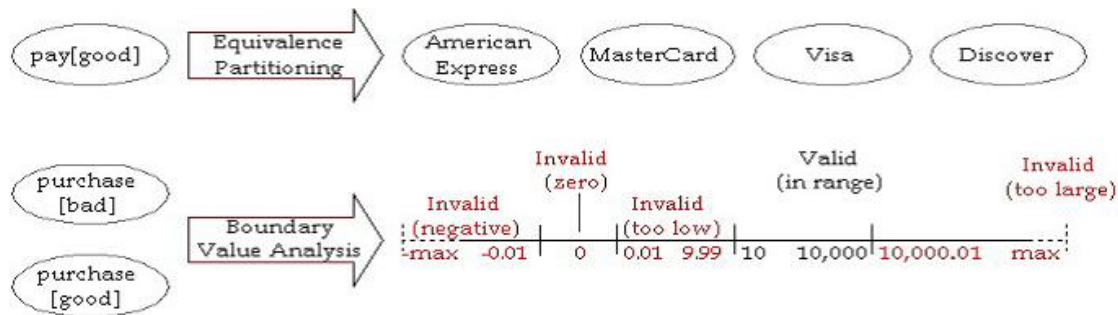 pay[good]
Equivalence
Partitioning
American
Express
MasterCard
Visa
Discover
purchase
[bad]
purchase
[good]
Boundary
Value Analysis
Invalid
(negative)
Invalid
(zero)
Invalid
(too low)
Valid
(in range)
Invalid
(too large)
-max -0.01 0 0.01 9.99 10 10,000 10,000.01 max